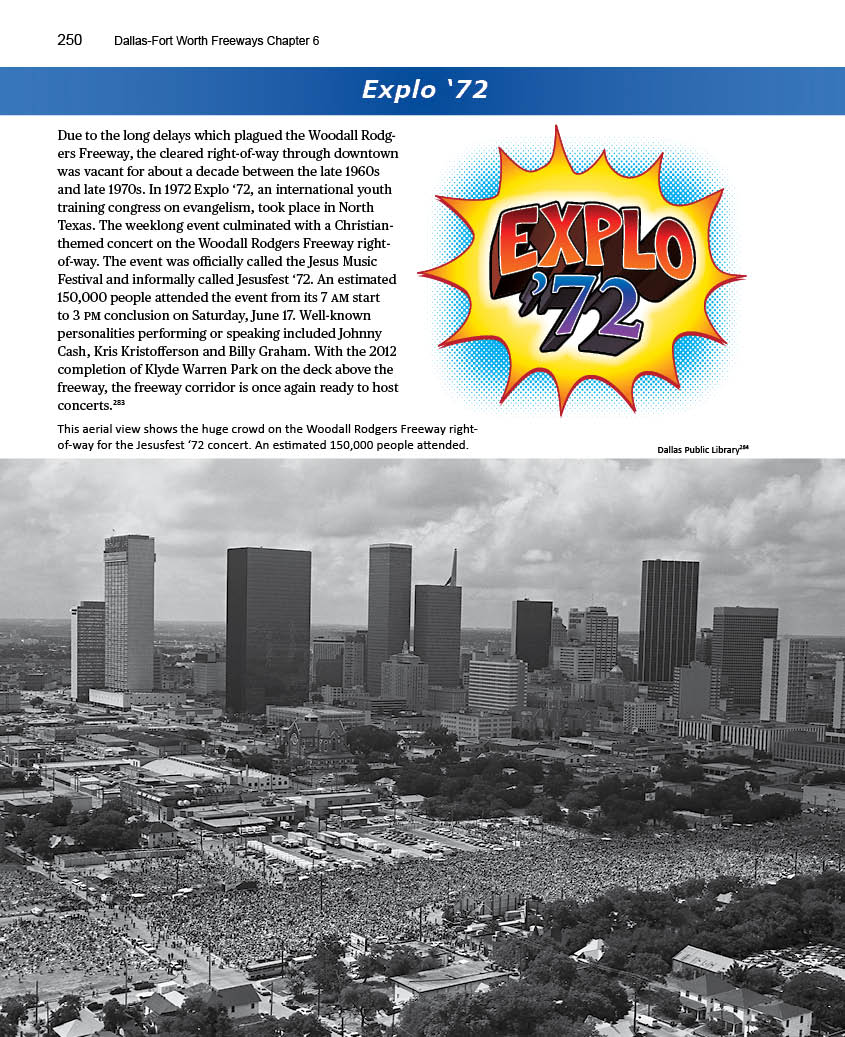 250 Dallas-Fort Worth Freeways Chapter 6
Explo ‘72
Due to the long delays which plagued the Woodall Rodg-
ers Freeway, the cleared right-of-way through downtown
was vacant for about a decade between the late 1960s
and late 1970s. In 1972 Explo ‘72, an international youth
training congress on evangelism, took place in North
Texas. The weeklong event culminated with a Christian-
themed concert on the Woodall Rodgers Freeway right-
of-way. The event was officially called the Jesus Music
Festival and informally called Jesusfest ‘72. An estimated
150,000 people attended the event from its 7 AM start
to 3 PM conclusion on Saturday, June 17. Well-known
personalities performing or speaking included Johnny
Cash, Kris Kristofferson and Billy Graham. With the 2012
completion of Klyde Warren Park on the deck above the
freeway, the freeway corridor is once again ready to host
concerts.283
EXPLO
’72
This aerial view shows the huge crowd on the Woodall Rodgers Freeway right-
of-way for the Jesusfest ‘72 concert. An estimated 150,000 people attended.
Dallas Public Library284